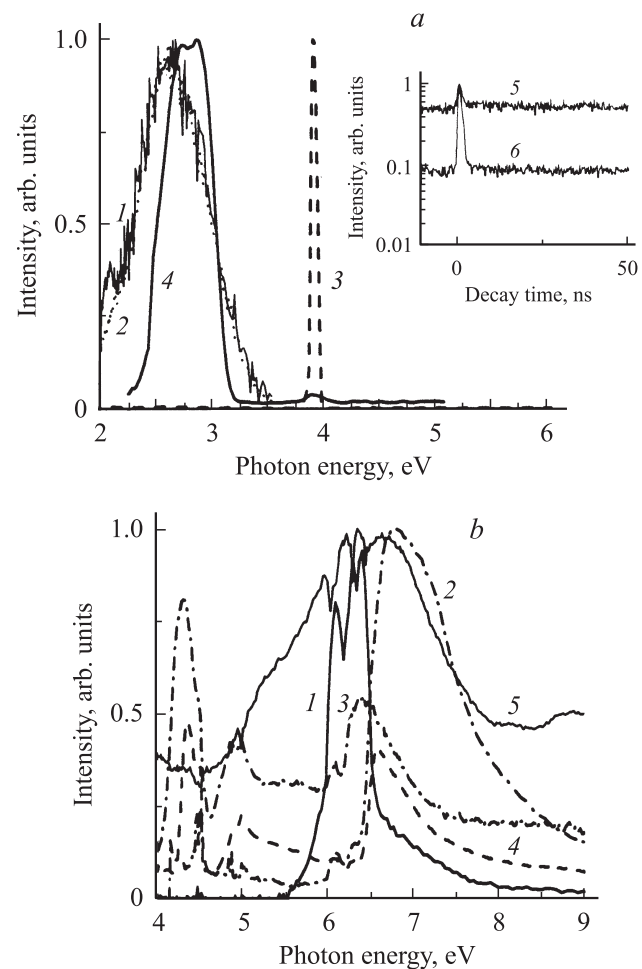 a
1.0
0.5
0
Intensity, arb. units
1
2
4
3
2 3 4 5 6
Photon energy, eV
Intensity, arb. units
1
0.1
0.01
5
6
0 50
Decay time, ns
b
1.0
0.5
0
Intensity, arb. units
1
3
2
5
4
4 5 6 7 8 9
Photon energy, eV